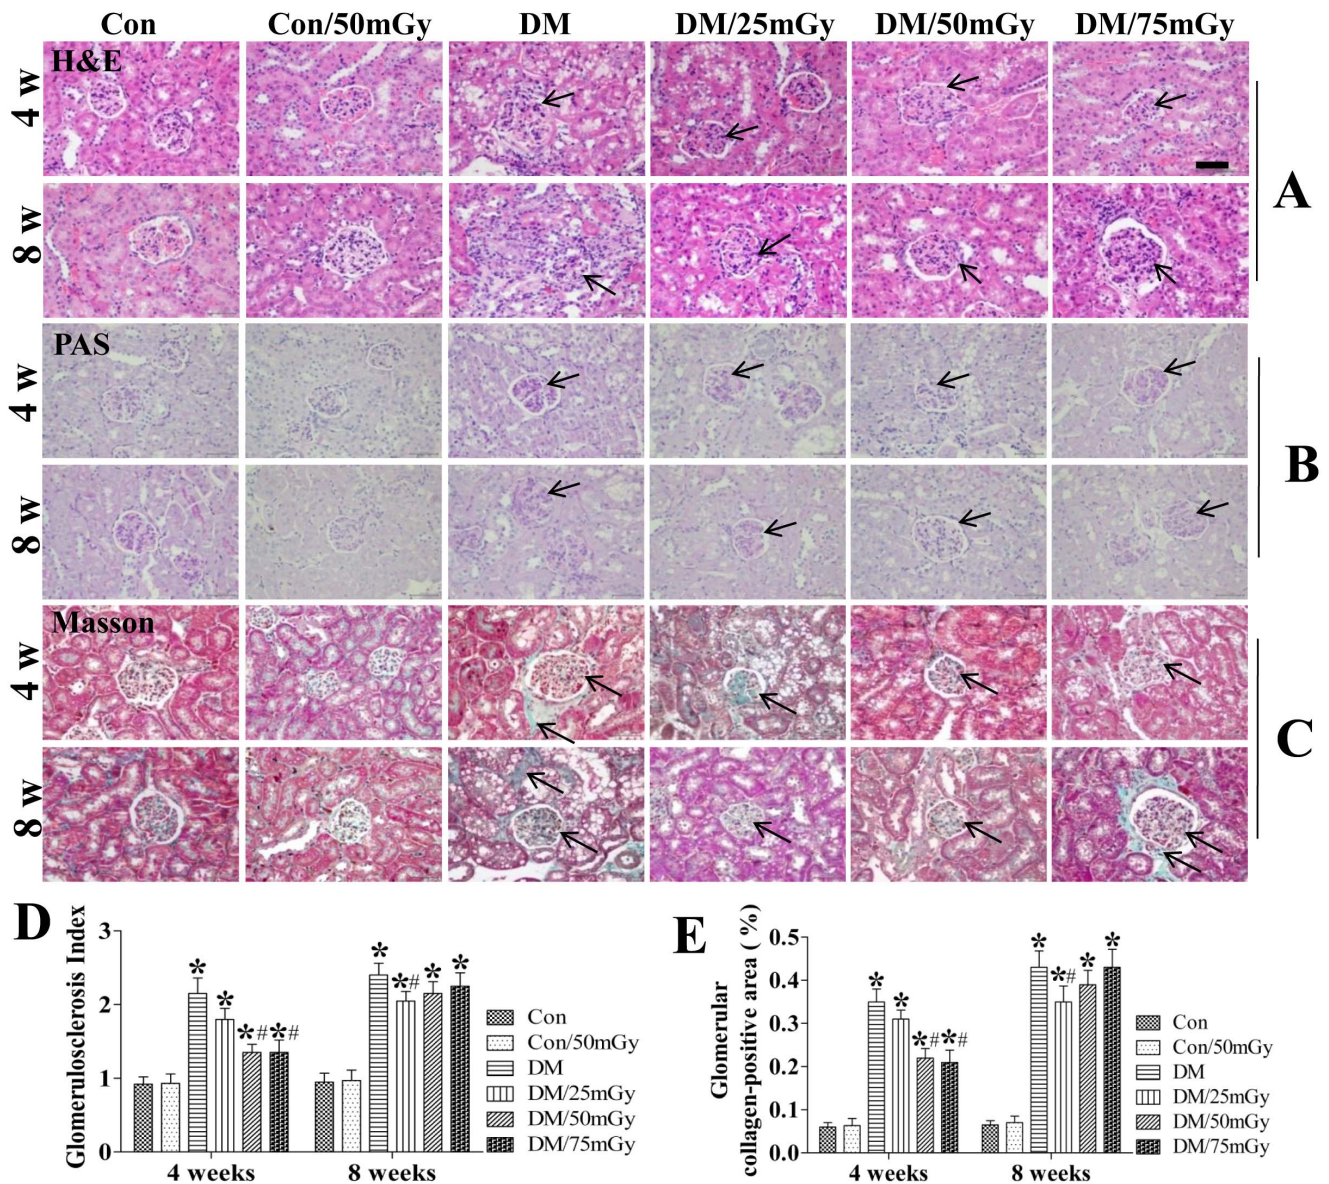 Con Con/50mGy DM DM/25mGy DM/50mGy DM/75mGy
H&E
4 w
8 w
A
PAS
4 w
8 w
B
Masson
4 w
8 w
C
D
Glomerulosclerosis Index
3
2
1
0
* * *# *#
* *# * *
4 weeks 8 weeks
Con
Con/50mGy
DM
DM/25mGy
DM/50mGy
DM/75mGy
E
Glomerular
collagen-positive area ( %)
0.5
0.4
0.3
0.2
0.1
0.0
* * *# *#
* *# * *
4 weeks 8 weeks
Con
Con/50mGy
DM
DM/25mGy
DM/50mGy
DM/75mGy